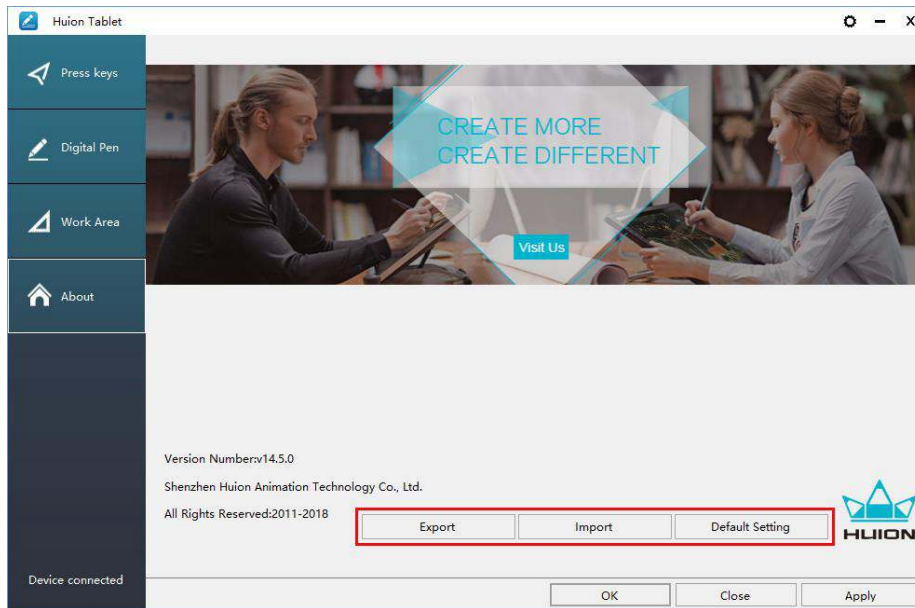 Huion Tablet
Press keys
Digital Pen
Work Area
About
CREATE MORE
CREATE DIFFERENT
Visit Us
Version Number:v14.5.0
Shenzhen Huion Animation Technology Co., Ltd.
All Rights Reserved:2011-2018
Export Import Default Setting
HUION
Device connected
OK Close Apply